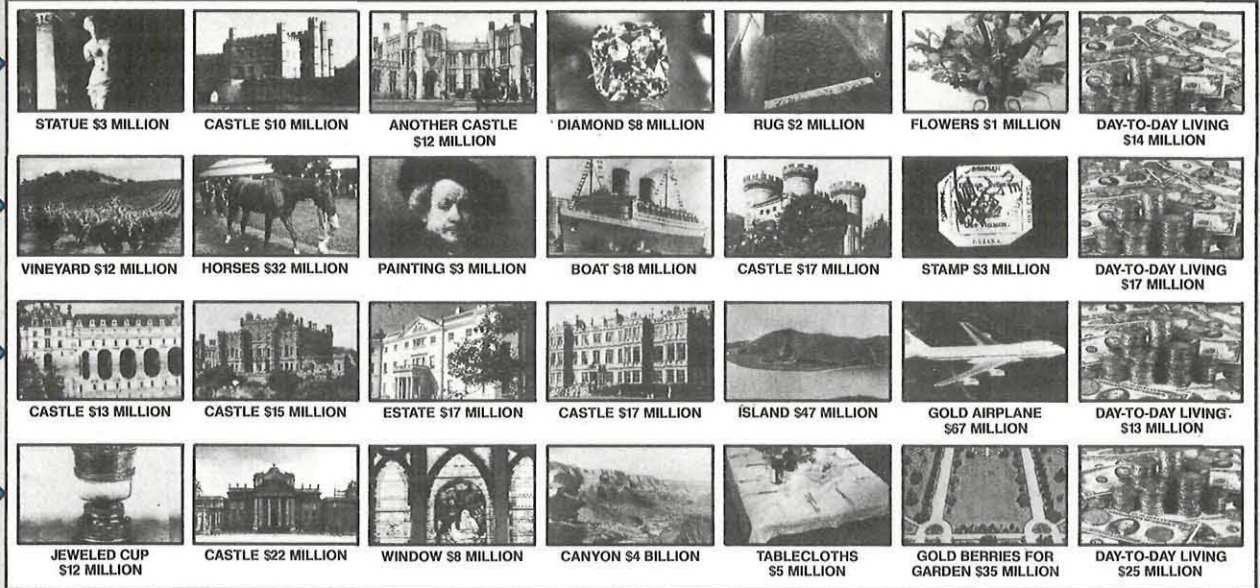 STATUE $3 MILLION
CASTLE $10 MILLION
ANOTHER CASTLE
$12 MILLION
DIAMOND $8 MILLION
RUG $2 MILLION
FLOWERS $1 MILLION
DAY-TO-DAY LIVING
$14 MILLION
VINEYARD $12 MILLION
HORSES $32 MILLION
PAINTING $3 MILLION
BOAT $18 MILLION
CASTLE $17 MILLION
STAMP $3 MILLION
DAY-TO-DAY LIVING
$17 MILLION
CASTLE $13 MILLION
CASTLE $15 MILLION
ESTATE $17 MILLION
CASTLE $17 MILLION
ISLAND $47 MILLION
GOLD AIRPLANE
$67 MILLION
DAY-TO-DAY LIVING
$13 MILLION
JEWELED CUP
$12 MILLION
CASTLE $22 MILLION
WINDOW $8 MILLION
CANYON $4 BILLION
TABLECLOTHS
$5 MILLION
GOLD BERRIES FOR
GARDEN $35 MILLION
DAY-TO-DAY LIVING
$25 MILLION